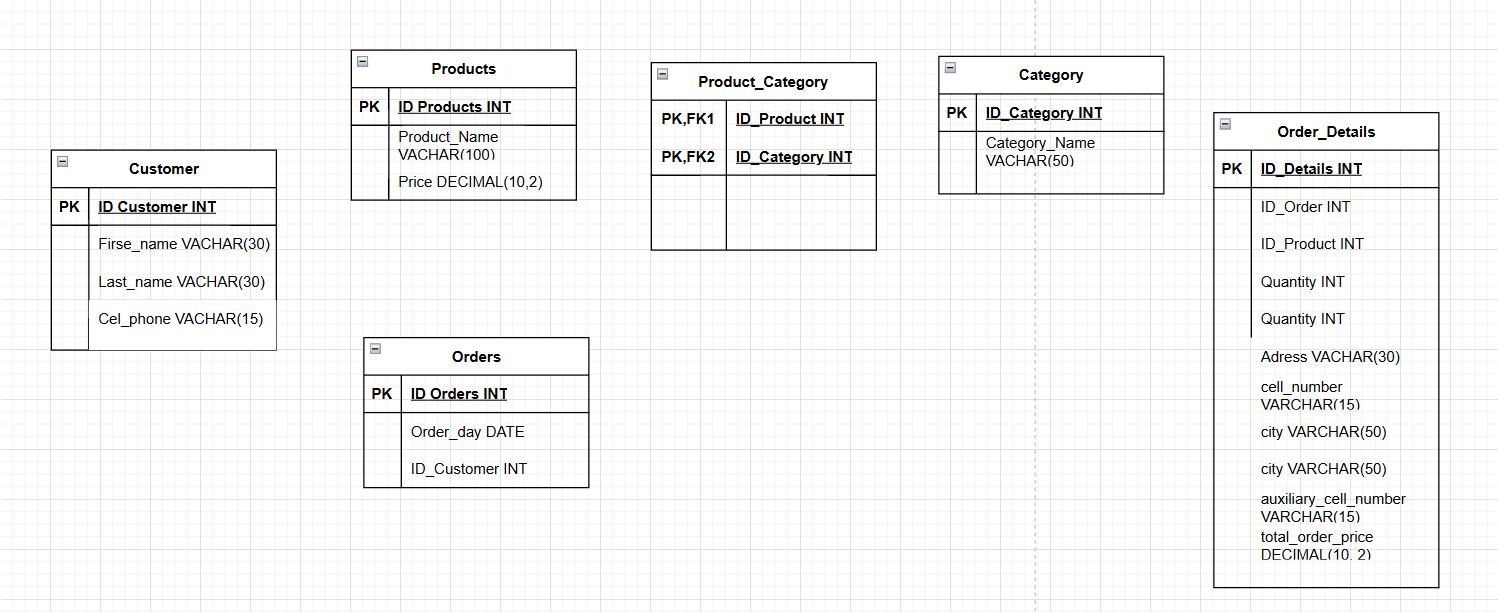 Products
PK
ID Products INT
Product_Name
VACHAR(100)
Price DECIMAL(10,2)
Product_Category
PK,FK1
ID_Product INT
PK,FK2
ID_Category INT
Category
PK
ID_Category INT
Category_Name
VACHAR(50)
Order_Details
PK
ID_Details INT
ID_Order INT
ID_Product INT
Quantity INT
Quantity INT
Adress VACHAR(30)
cell_number
VARCHAR(15)
city VARCHAR(50)
city VARCHAR(50)
auxiliary_cell_number
VARCHAR(15)
total_order_price
DECIMAL(10, 2)
Customer
PK
ID Customer INT
Firse_name VACHAR(30)
Last_name VACHAR(30)
Cel_phone VACHAR(15)
Orders
PK
ID Orders INT
Order_day DATE
ID_Customer INT